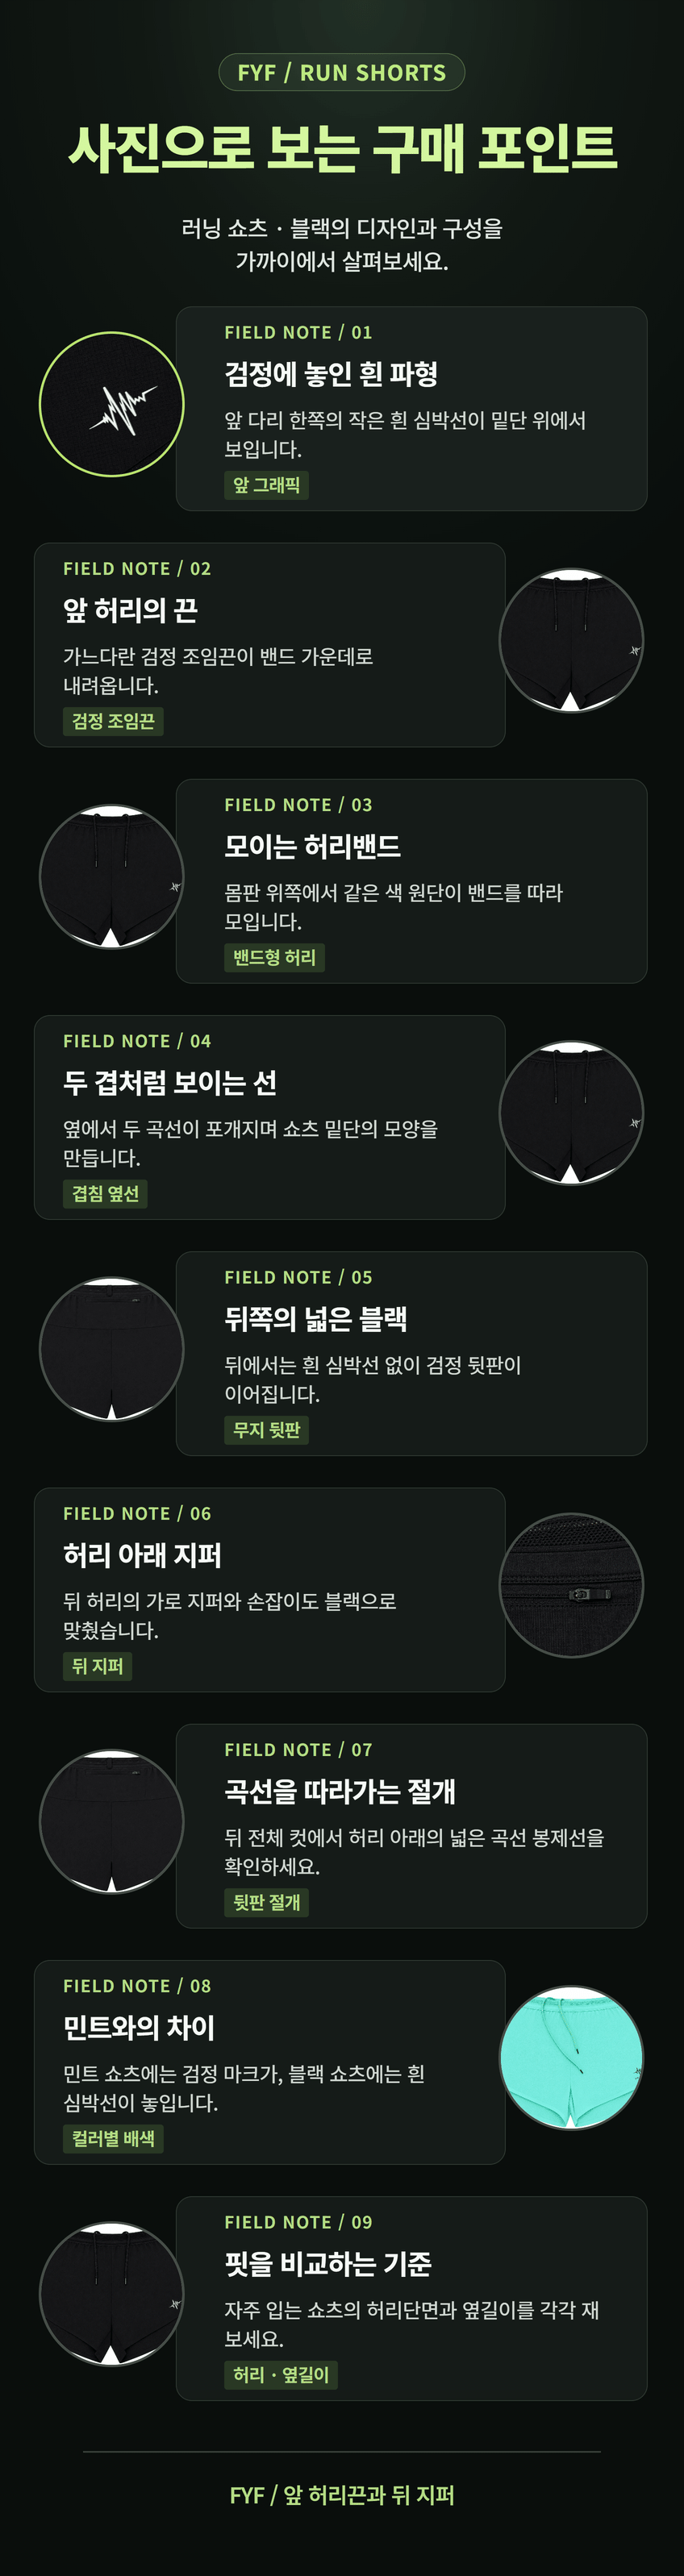 FYF / RUN SHORTS
사진으로 보는 구매 포인트
러닝 쇼츠 · 블랙의 디자인과 구성을
가까이에서 살펴보세요.
FIELD NOTE / 01
검정에 놓인 흰 파형
앞 다리 한쪽의 작은 흰 심박선이 밑단 위에서
보입니다.
앞 그래픽
FIELD NOTE / 02
앞 허리의 끈
가느다란 검정 조임끈이 밴드 가운데로
내려옵니다.
검정 조임끈
FIELD NOTE / 03
모이는 허리밴드
몸판 위쪽에서 같은 색 원단이 밴드를 따라
모입니다.
밴드형 허리
FIELD NOTE / 04
두 겹처럼 보이는 선
옆에서 두 곡선이 포개지며 쇼츠 밑단의 모양을
만듭니다.
겹침 옆선
FIELD NOTE / 05
뒤쪽의 넓은 블랙
뒤에서는 흰 심박선 없이 검정 뒷판이
이어집니다.
무지 뒷판
FIELD NOTE / 06
허리 아래 지퍼
뒤 허리의 가로 지퍼와 손잡이도 블랙으로
맞췄습니다.
뒤 지퍼
FIELD NOTE / 07
곡선을 따라가는 절개
뒤 전체 컷에서 허리 아래의 넓은 곡선 봉제선을
확인하세요.
뒷판 절개
FIELD NOTE / 08
민트와의 차이
민트 쇼츠에는 검정 마크가, 블랙 쇼츠에는 흰
심박선이 놓입니다.
컬러별 배색
FIELD NOTE / 09
핏을 비교하는 기준
자주 입는 쇼츠의 허리단면과 옆길이를 각각 재
보세요.
허리 · 옆길이
FYF / 앞 허리끈과 뒤 지퍼